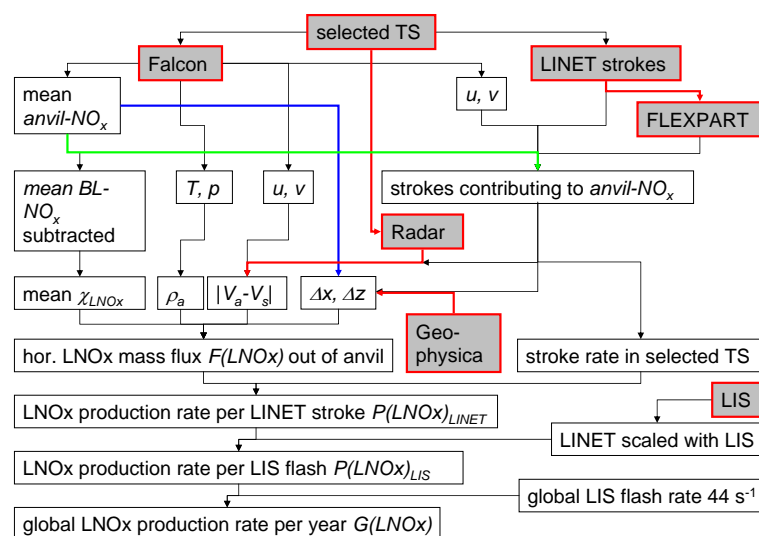 selected TS
Falcon
LINET strokes
mean
anvil-NOx
u, v
FLEXPART
mean BL-
NOx
subtracted
T, p
u, v
strokes contributing to anvil-NOx
Radar
mean χLNOx
ρa
|Va-Vs|
Δx, Δz
Geo-
physica
hor. LNOx mass flux F(LNOx) out of anvil
stroke rate in selected TS
LNOx production rate per LINET stroke P(LNOx)LINET
LIS
LINET scaled with LIS
LNOx production rate per LIS flash P(LNOx)LIS
global LIS flash rate 44 s-1
global LNOx production rate per year G(LNOx)